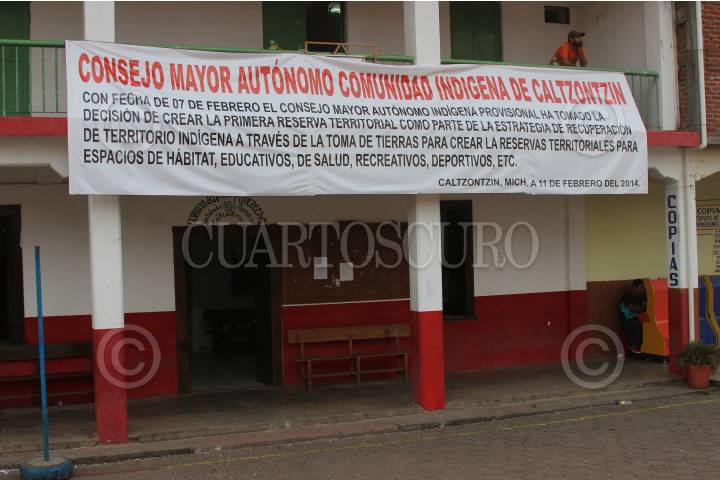 CONSEJO MAYOR AUTÓNOMO COMUNIDAD INDÍGENA DE CALTZONTZIN
CON FECHA DE 07 DE FEBRERO EL CONSEJO MAYOR AUTÓNOMO INDÍGENA PROVISIONAL HA TOMADO LA
DECISIÓN DE CREAR LA PRIMERA RESERVA TERRITORIAL COMO PARTE DE LA ESTRATEGIA DE RECUPERACIÓN
DE TERRITORIO INDÍGENA A TRAVÉS DE LA TOMA DE TIERRAS PARA CREAR LA RESERVAS TERRITORIALES PARA
ESPACIOS DE HÁBITAT, EDUCATIVOS, DE SALUD, RECREATIVOS, DEPORTIVOS, ETC.
CALTZONTZIN, MICH. A 11 DE FEBRERO DEL 2014.
CUARTOSCURO
©
©
©
©
COPIAS
COPIAS